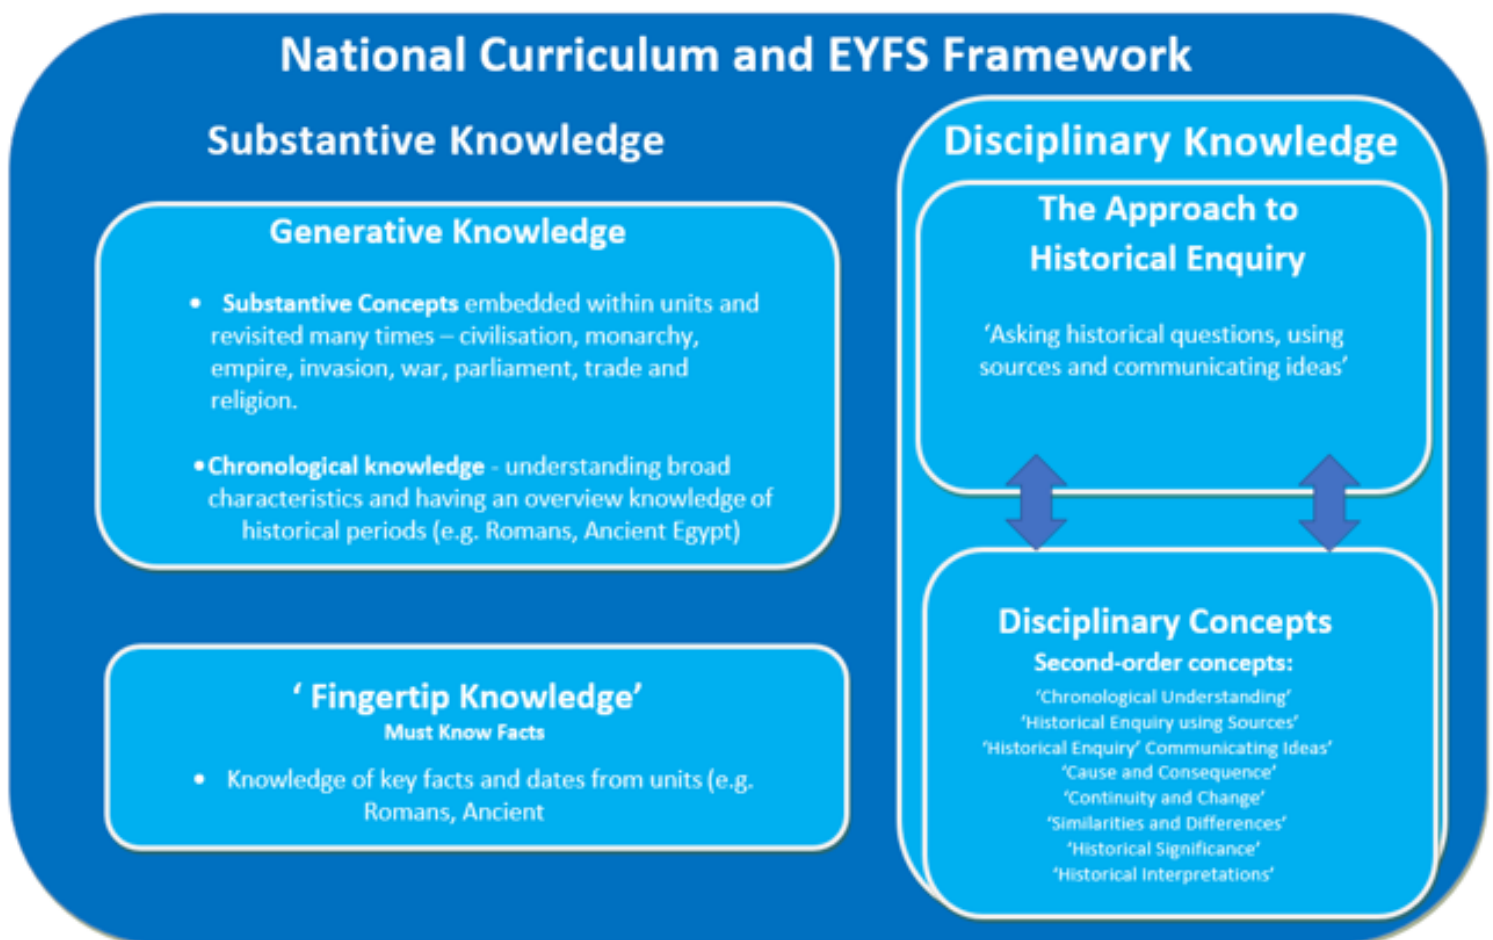 National Curriculum and EYFS Framework
Substantive Knowledge
Generative Knowledge
• Substantive Concepts embedded within units and
revisited many times – civilisation, monarchy,
empire, invasion, war, parliament, trade and
religion.
•Chronological knowledge - understanding broad
characteristics and having an overview knowledge of
historical periods (e.g. Romans, Ancient Egypt)
‘ Fingertip Knowledge’
Must Know Facts
• Knowledge of key facts and dates from units (e.g.
Romans, Ancient
Disciplinary Knowledge
The Approach to
Historical Enquiry
‘Asking historical questions, using
sources and communicating ideas’
Disciplinary Concepts
Second-order concepts:
‘Chronological Understanding’
‘Historical Enquiry using Sources’
‘Historical Enquiry’ Communicating Ideas’
‘Cause and Consequence’
‘Continuity and Change’
‘Similarities and Differences’
‘Historical Significance’
‘Historical Interpretations’